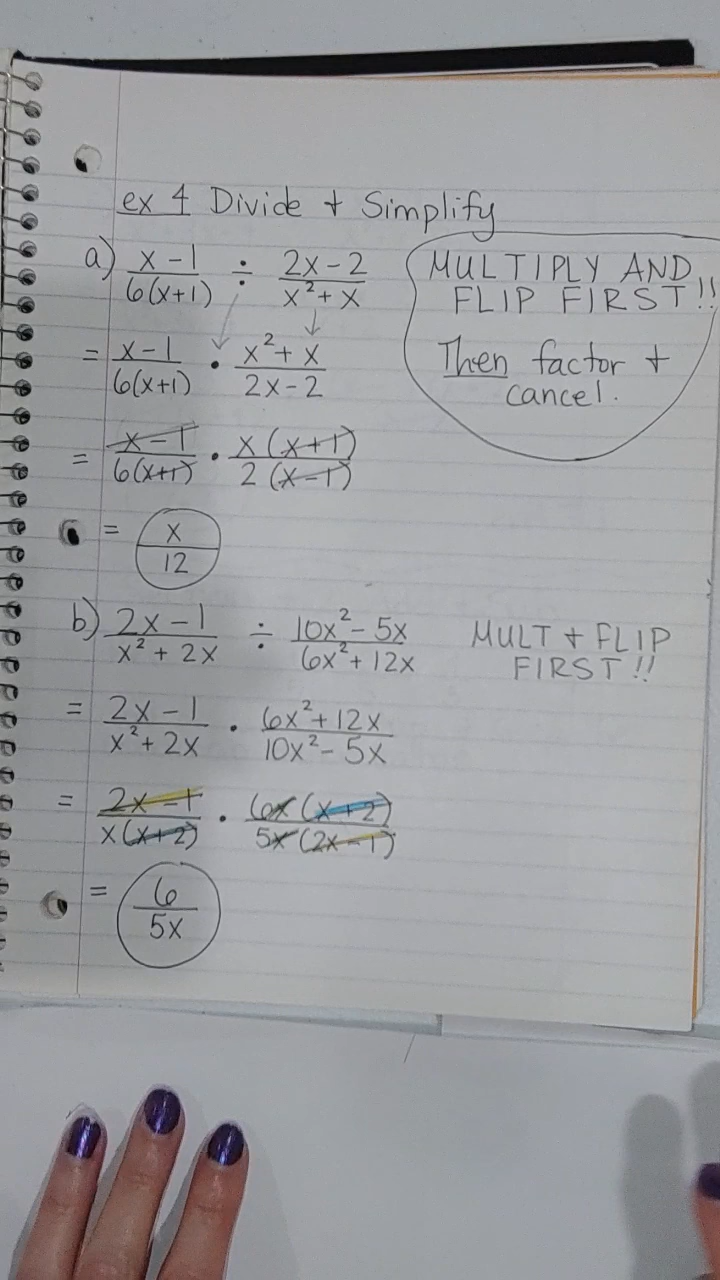 ex 4 Divide + Simplify
a) x-1/6(x+1) ÷ 2x-2/x²+x
MULTIPLY AND
FLIP FIRST!!
= x-1/6(x+1) · x²+x/2x-2
Then factor +
cancel.
= x-1/6(x+1) · x(x+1)/2(x-1)
= x/12
b) 2x-1/x²+2x ÷ 10x²-5x/6x²+12x
MULT + FLIP
FIRST!!
= 2x-1/x²+2x · 6x²+12x/10x²-5x
= 2x-1/x(x+2) · 6x(x+2)/5x(2x-1)
= 6/5x